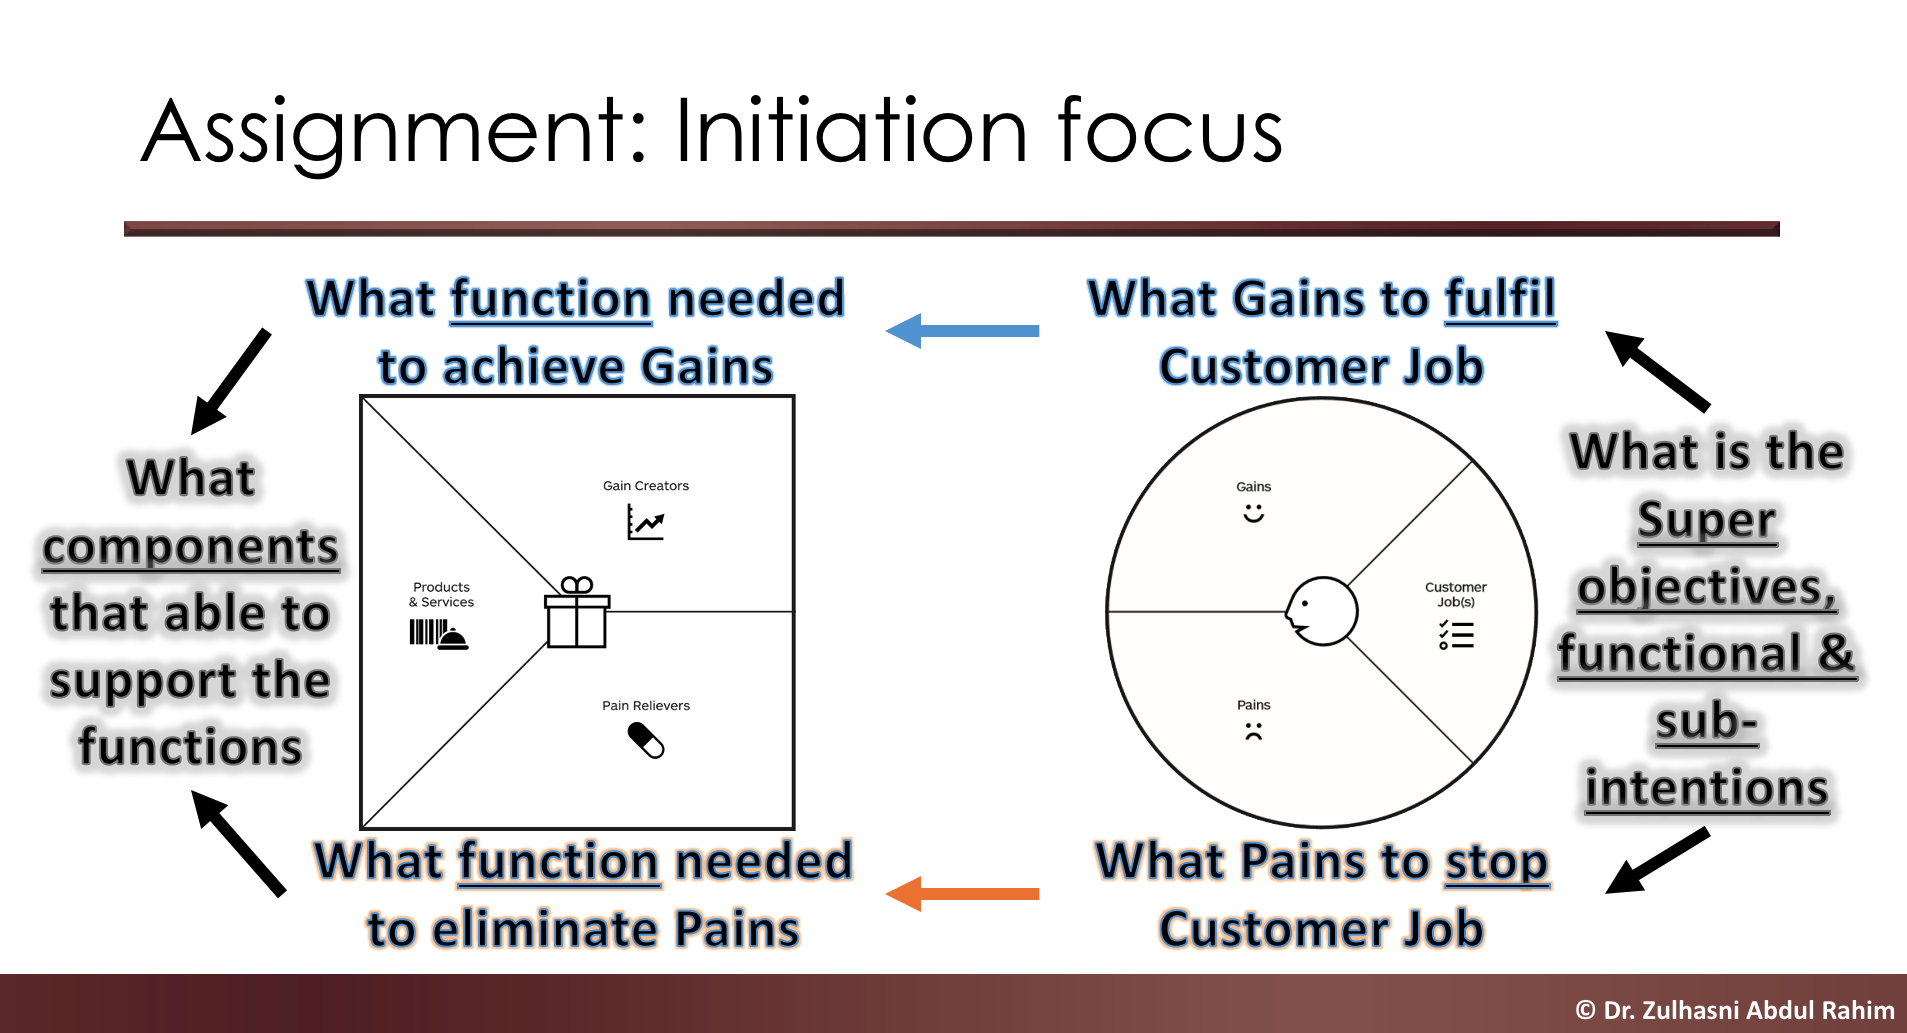 Assignment: Initiation focus
What function needed
to achieve Gains
What Gains to fulfil
Customer Job
What
components
that able to
support the
functions
Gain Creators
Products
& Services
Pain Relievers
Gains
Customer
Job(s)
Pains
What is the
Super
objectives,
functional &
sub-
intentions
What function needed
to eliminate Pains
What Pains to stop
Customer Job
© Dr. Zulhasni Abdul Rahim